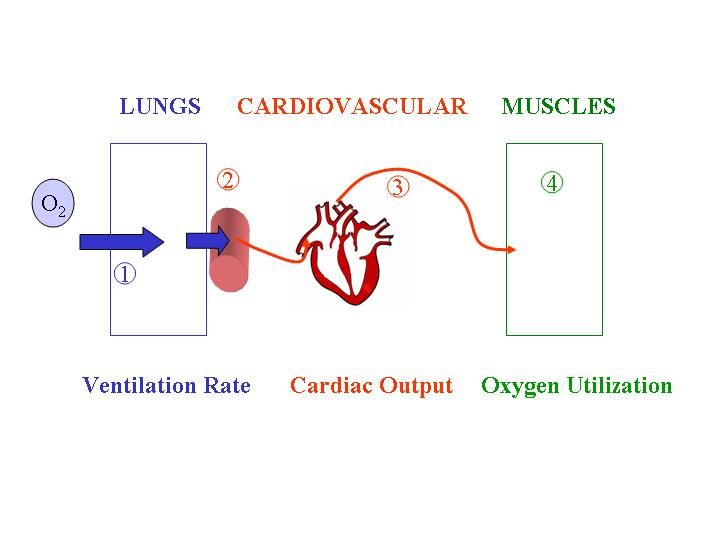 LUNGS CARDIOVASCULAR MUSCLES
② ③ ④
O₂
①
Ventilation Rate Cardiac Output Oxygen Utilization